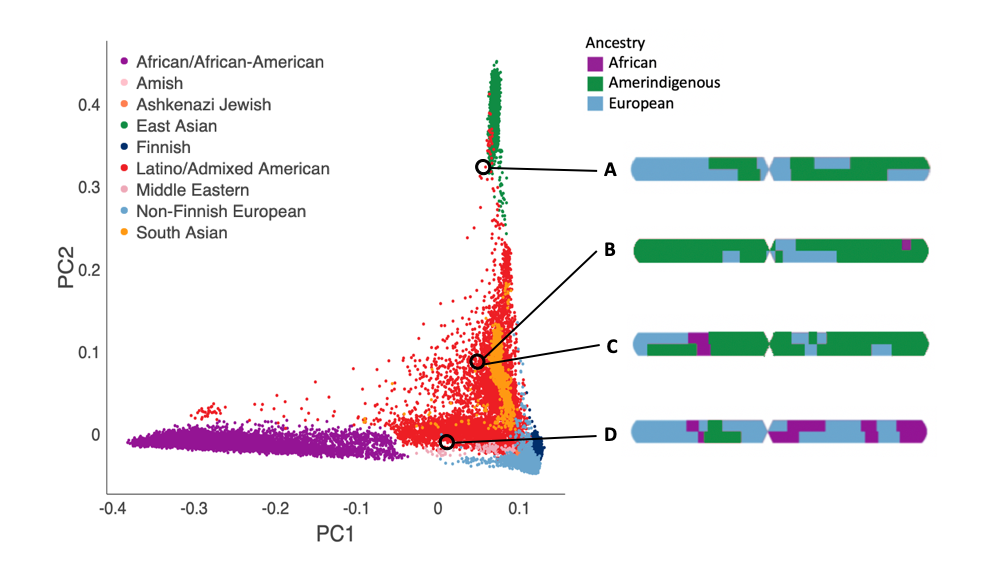 African/African-American
Amish
Ashkenazi Jewish
East Asian
Finnish
Latino/Admixed American
Middle Eastern
Non-Finnish European
South Asian
PC2
0.4
0.3
0.2
0.1
0
-0.4
-0.3
-0.2
-0.1
0
0.1
PC1
Ancestry
African
Amerindigenous
European
A
B
C
D